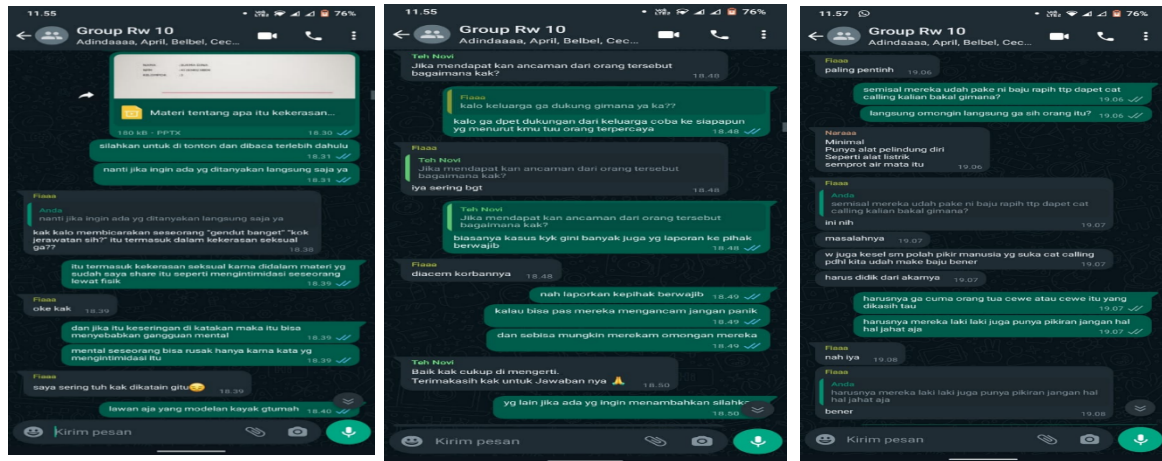 11.55
76%
Group Rw 10
Adindaaaa, April, Belbel, Cec...
Materi tentang apa itu kekerasan...
180 kB · PPTX
18.30
silahkan untuk di tonton dan dibaca terlebih dahulu
18.31
nanti jika ingin ada yg ditanyakan langsung saja ya
18.31
Fiaaa
Anda
nanti jika ingin ada yg ditanyakan langsung saja ya
kak kalo membicarakan seseorang "gendut banget" "kok
jerawatan sih?" itu termasuk dalam kekerasan seksual
ga??
18.38
itu termasuk kekerasan seksual karna didalam materi yg
sudah saya share itu seperti mengintimidasi seseorang
lewat fisik
18.39
Fiaaa
oke kak 18.39
dan jika itu keseringan di katakan maka itu bisa
menyebabkan gangguan mental
18.39
mental seseorang bisa rusak hanya karna kata yg
mengintimidasi itu
18.39
Fiaaa
saya sering tuh kak dikatain gitu😔 18.39
lawan aja yang modelan kayak gtumah 18.40
Kirim pesan
11.55
76%
Group Rw 10
Adindaaaa, April, Belbel, Cec...
Teh Novi
Jika mendapat kan ancaman dari orang tersebut
bagaimana kak?
18.48
Fiaaa
kalo keluarga ga dukung gimana ya ka??
kalo ga dpet dukungan dari keluarga coba ke siapapun
yg menurut kmu tuu orang terpercaya
18.48
Fiaaa
Teh Novi
Jika mendapat kan ancaman dari orang tersebut
bagaimana kak?
iya sering bgt
18.48
Teh Novi
Jika mendapat kan ancaman dari orang tersebut
bagaimana kak?
biasanya kasus kyk gini banyak juga yg laporan ke pihak
berwajib
18.48
Fiaaa
diacem korbannya 18.48
nah laporkan kepihak berwajib 18.49
kalau bisa pas mereka mengancam jangan panik
18.49
dan sebisa mungkin merekam omongan mereka
18.49
Teh Novi
Baik kak cukup di mengerti.
Terimakasih kak untuk Jawaban nya 🙏
18.50
yg lain jika ada yg ingin menambahkan silahka
18.50
Kirim pesan
11.57
76%
Group Rw 10
Adindaaaa, April, Belbel, Cec...
Fiaaa
paling pentinh 19.06
semisal mereka udah pake ni baju rapih ttp dapet cat
calling kalian bakal gimana?
19.06
langsung omongin langsung ga sih orang itu? 19.06
Naraaa
Minimal
Punya alat pelindung diri
Seperti alat listrik
semprot air mata itu
19.06
Fiaaa
Anda
semisal mereka udah pake ni baju rapih ttp dapet cat
calling kalian bakal gimana?
ini nih
19.07
masalahnya 19.07
w juga kesel sm polah pikir manusia yg suka cat calling
pdhl kita udah make baju bener
19.07
harus didik dari akarnya 19.07
harusnya ga cuma orang tua cewe atau cewe itu yang
dikasih tau
19.07
harusnya mereka laki laki juga punya pikiran jangan hal
hal jahat aja
19.07
Fiaaa
nah iya 19.08
Fiaaa
Anda
harusnya mereka laki laki juga punya pikiran jangan hal
hal jahat aja
bener
19.08
Kirim pesan